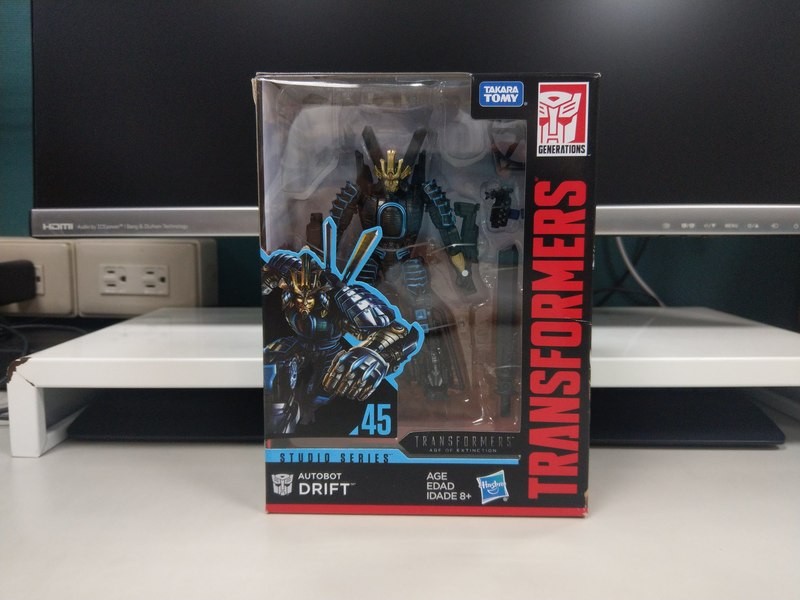 HDMI
TAKARA
TOMY
GENERATIONS
TRANSFORMERS
45
TRANSFORMERS
AGE OF EXTINCTION
STUDIO SERIES
AUTOBOT
DRIFT
AGE
EDAD
IDADE 8+
Hasbro